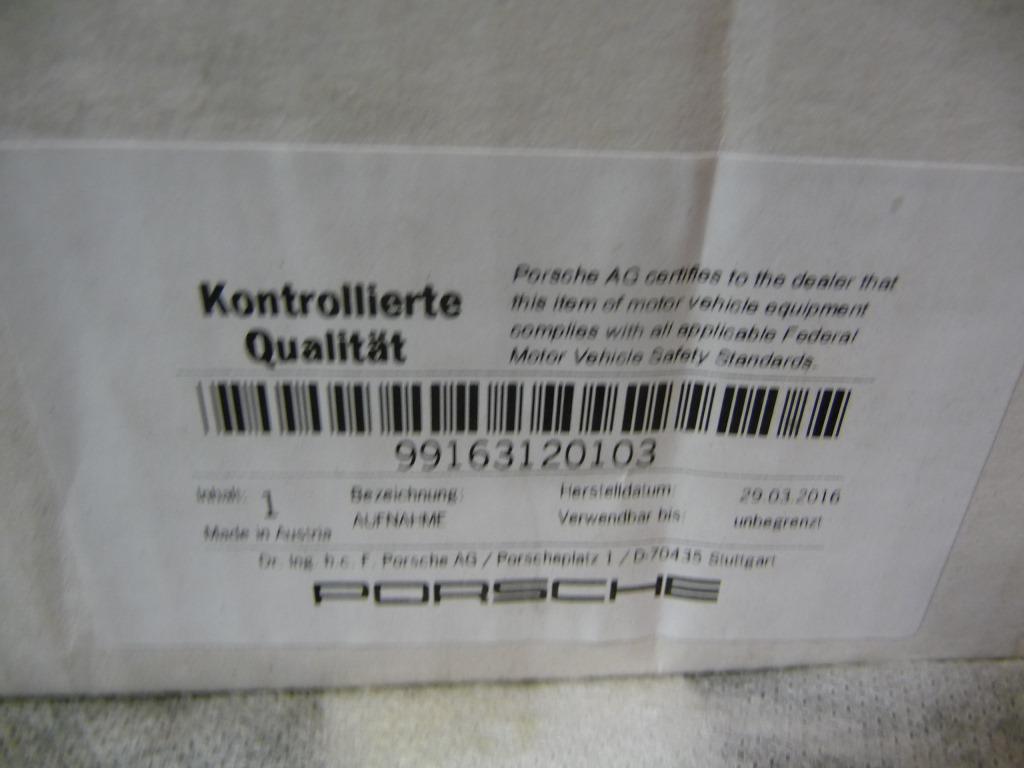 Kontrollierte
Qualität
Porsche AG certifies to the dealer that
this item of motor vehicle equipment
complies with all applicable Federal
Motor Vehicle Safety Standards.
99163120103
Inhalt: 1
Made in Austria
Bezeichnung:
AUFNAHME
Herstelldatum: 29.03.2016
Verwendbar bis: unbegrenzt
Dr. Ing. h.c. F. Porsche AG / Porscheplatz 1 / D-70435 Stuttgart
PORSCHE